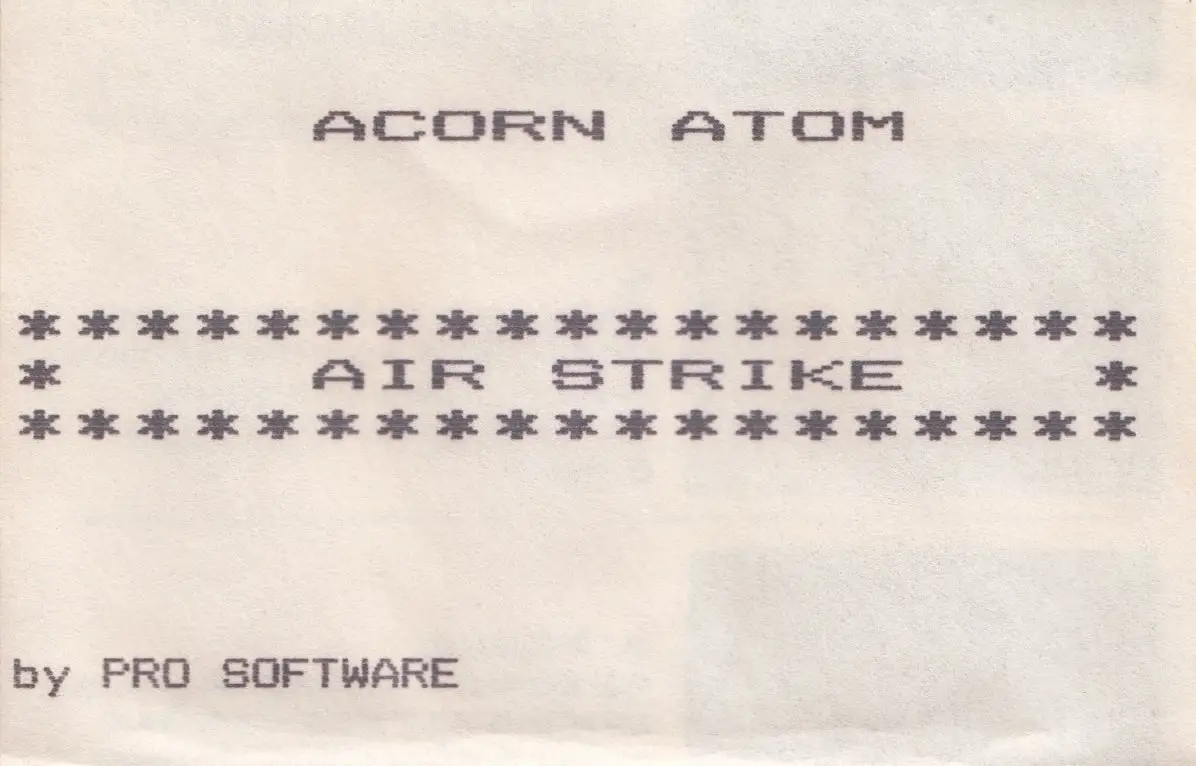 ACORN ATOM
* * * * * * * * * * * * * * * * * * *
* AIR STRIKE *
* * * * * * * * * * * * * * * * * * *
by PRO SOFTWARE